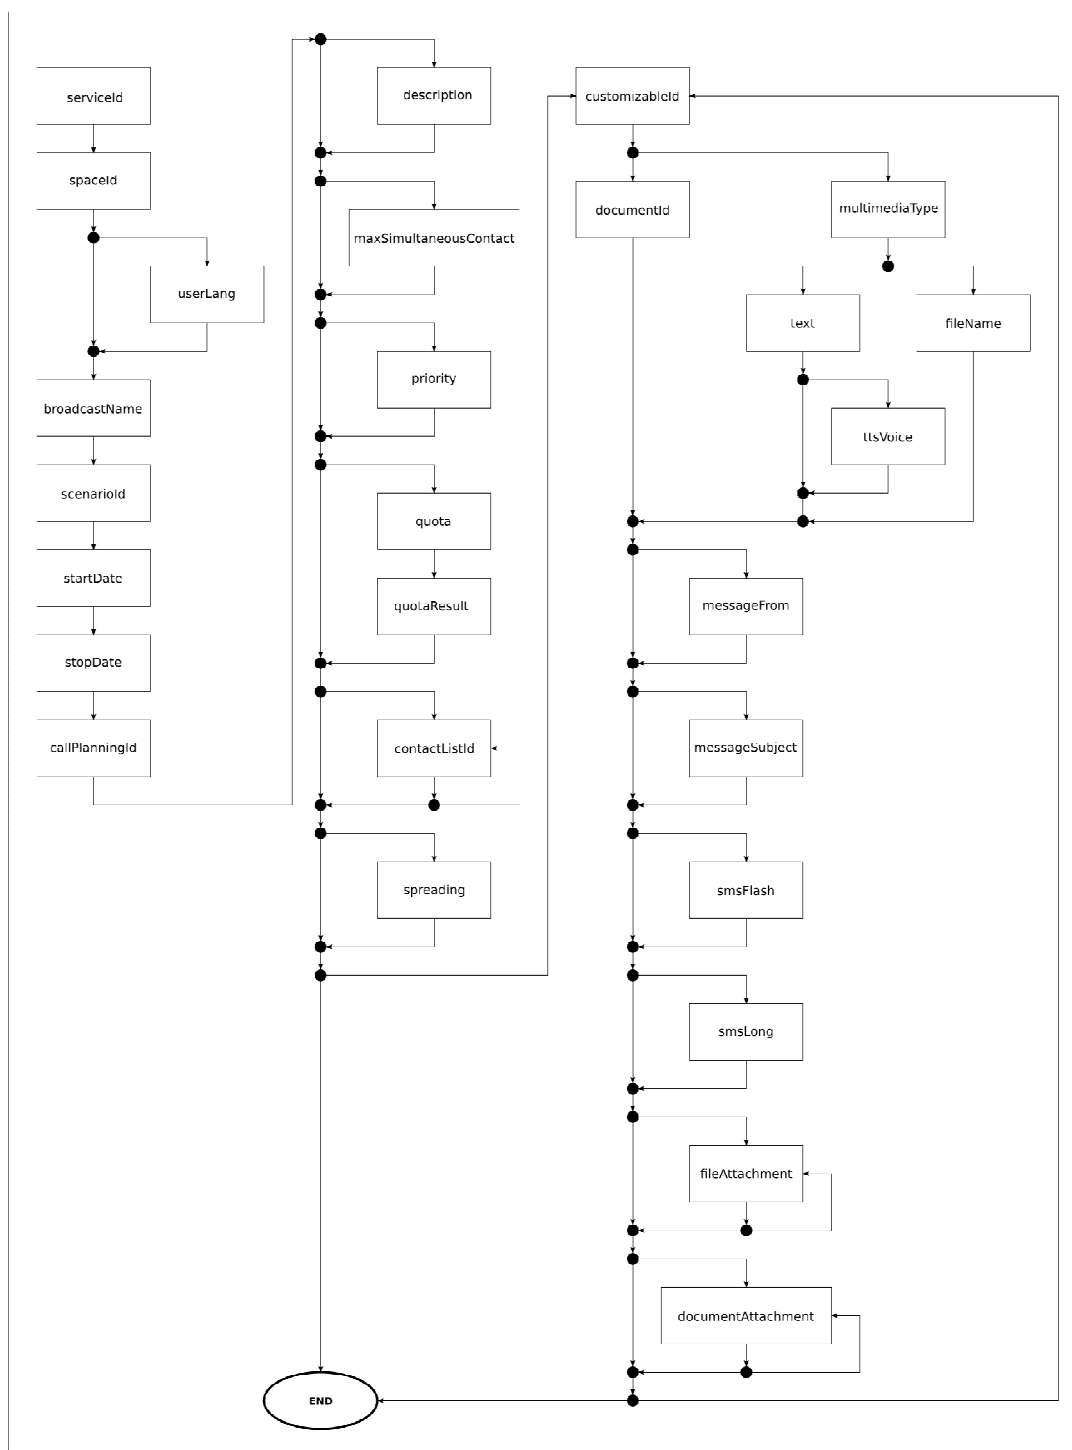 serviceId
spaceId
userLang
broadcastName
scenarioId
startDate
stopDate
callPlanningId
description
maxSimultaneousContact
priority
quota
quotaResult
contactListId
spreading
END
customizableId
documentId
multimediaType
text
fileName
ttsVoice
messageFrom
messageSubject
smsFlash
smsLong
fileAttachment
documentAttachment